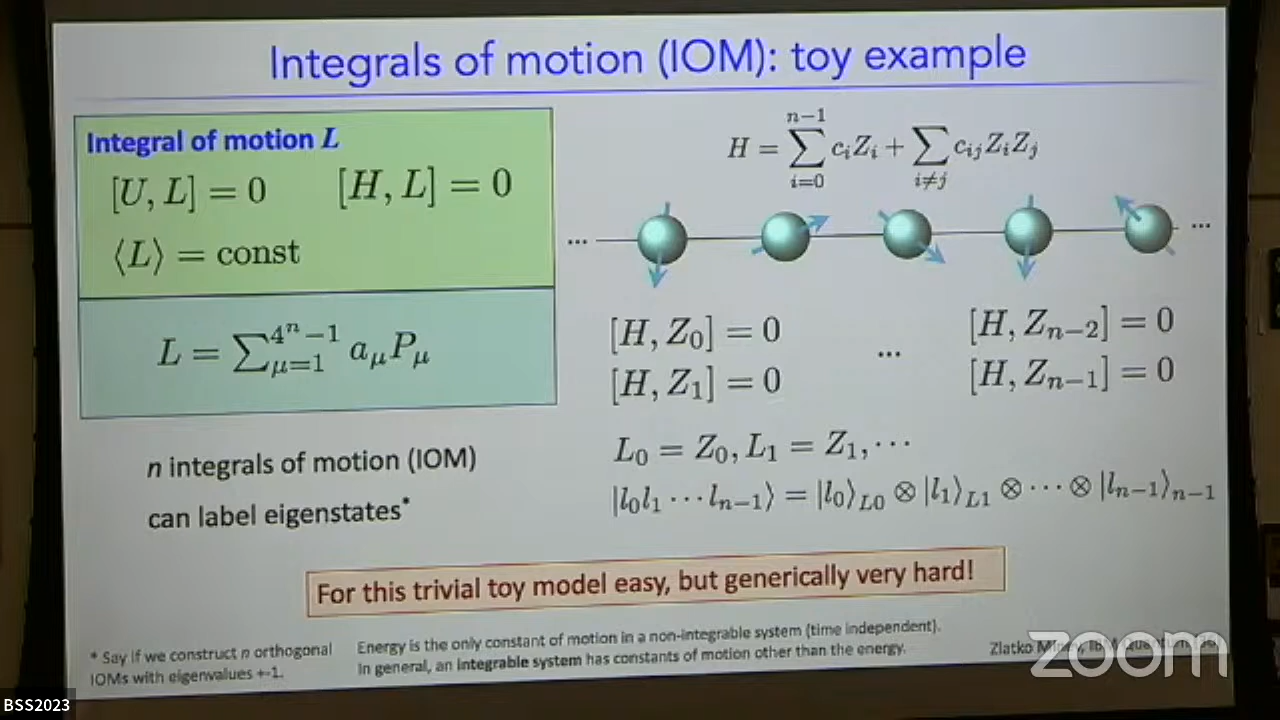 Integrals of motion (IOM): toy example
Integral of motion L
[U, L] = 0 [H, L] = 0
⟨L⟩ = const
L = ∑_{μ=1}^{4^n−1} a_μ P_μ
n integrals of motion (IOM)
can label eigenstates*
H = ∑_{i=0}^{n−1} c_i Z_i + ∑_{i≠j} c_{ij} Z_i Z_j
... ...
[H, Z_0] = 0 ... [H, Z_{n−2}] = 0
[H, Z_1] = 0 [H, Z_{n−1}] = 0
L_0 = Z_0, L_1 = Z_1, ⋯
|l_0 l_1 ⋯ l_{n−1}⟩ = |l_0⟩_{L0} ⊗ |l_1⟩_{L1} ⊗ ⋯ ⊗ |l_{n−1}⟩_{n−1}
For this trivial toy model easy, but generically very hard!
* Say if we construct n orthogonal
IOMs with eigenvalues +-1.
Energy is the only constant of motion in a non-integrable system (time independent).
In general, an integrable system has constants of motion other than the energy.
Zlatko
zoom
BSS2023